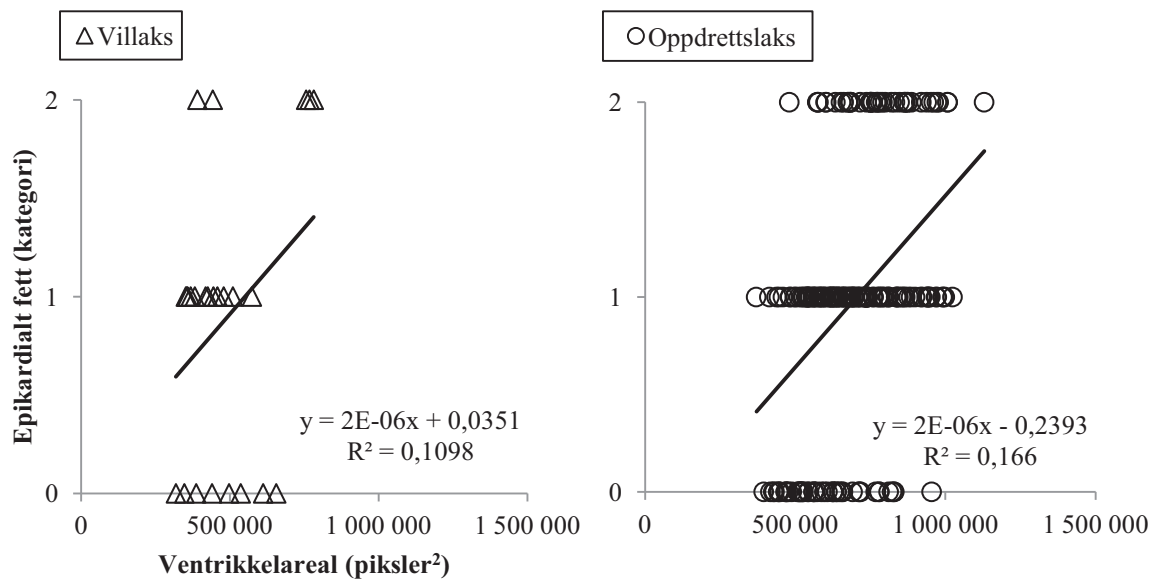 Villaks
Oppdrettslaks
Epikardialt fett (kategori)
2
1
0
y = 2E-06x + 0,0351
R² = 0,1098
0
500 000
1 000 000
1 500 000
Ventrikkelareal (piksler²)
2
1
0
y = 2E-06x - 0,2393
R² = 0,166
0
500 000
1 000 000
1 500 000